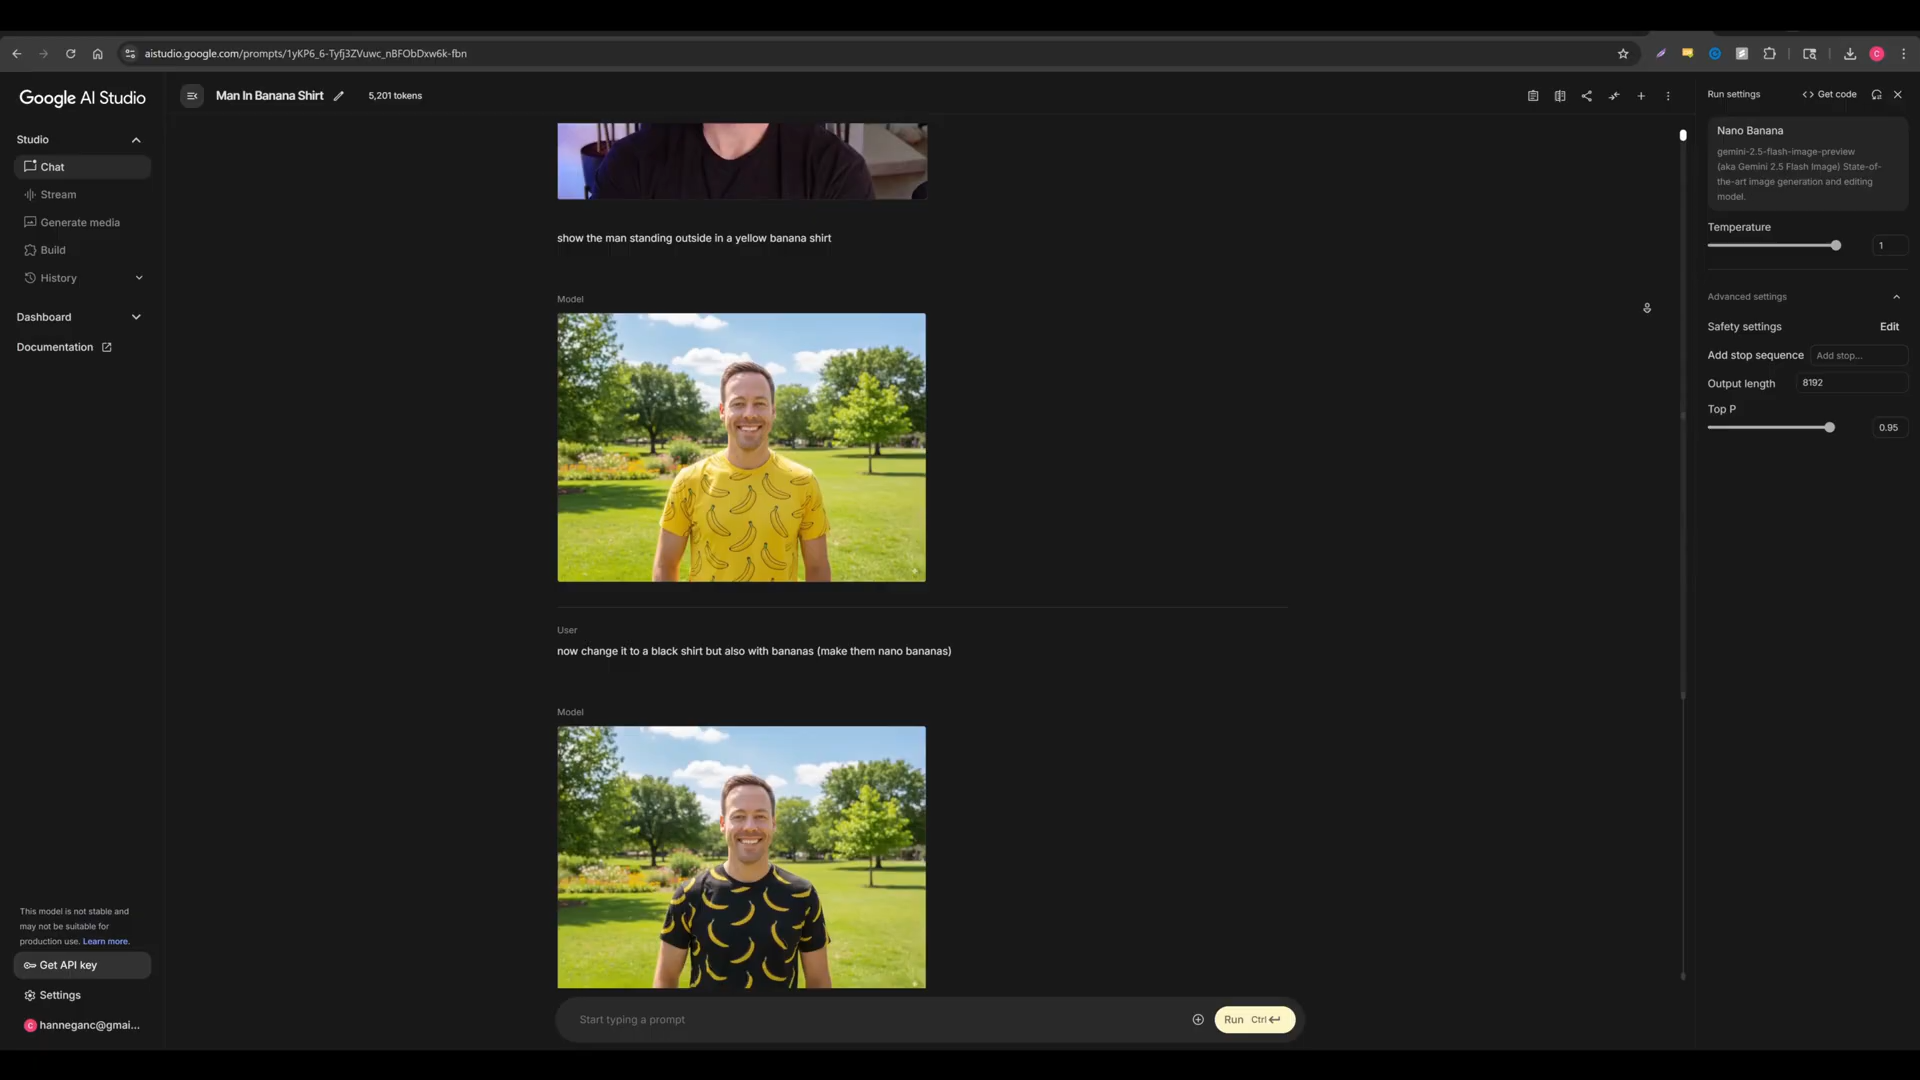 aistudio.google.com/prompts/1yKP6_6-Tyfj3ZVuwc_nBFObDxw6k-fbn
Google AI Studio
Studio
Chat
Stream
Generate media
Build
History
Dashboard
Documentation
This model is not stable and
may not be suitable for
production use. Learn more.
Get API key
Settings
C hanneganc@gmai...
Man In Banana Shirt
5,201 tokens
show the man standing outside in a yellow banana shirt
Model
User
now change it to a black shirt but also with bananas (make them nano bananas)
Model
Start typing a prompt
Run Ctrl
Run settings
Get code
Nano Banana
gemini-2.5-flash-image-preview
(aka Gemini 2.5 Flash Image) State-of-
the-art image generation and editing
model.
Temperature
1
Advanced settings
Safety settings Edit
Add stop sequence Add stop...
Output length 8192
Top P
0.95